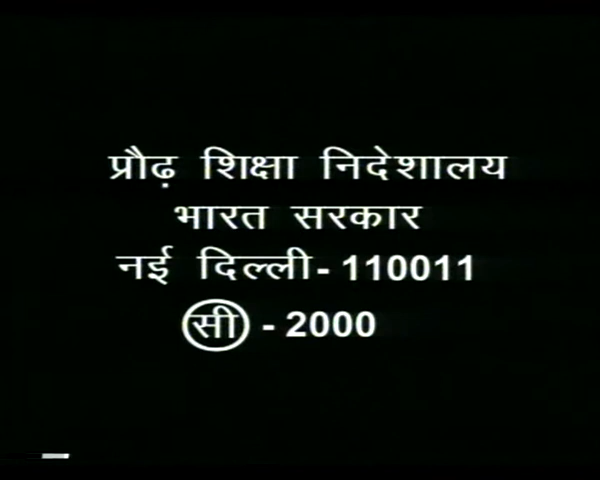 प्रौढ़ शिक्षा निदेशालय
भारत सरकार
नई दिल्ली - 110011
सी - 2000